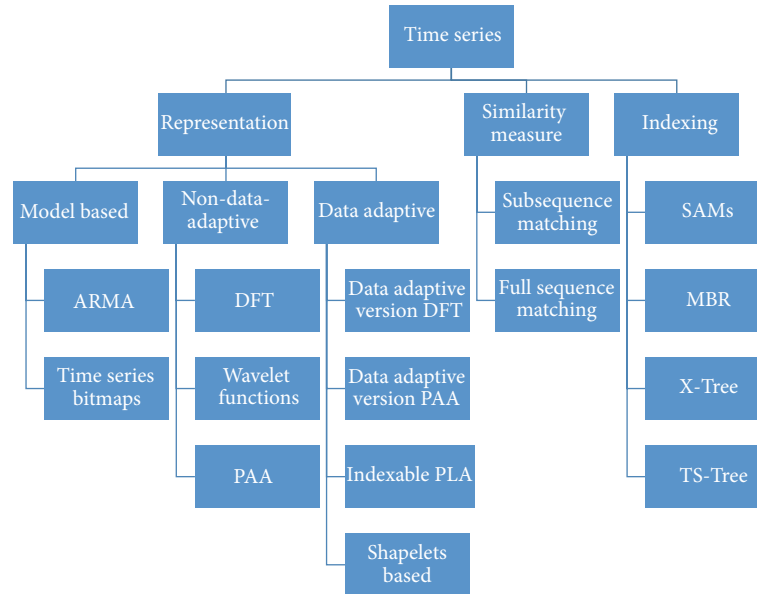 Time series
Representation
Similarity
measure
Indexing
Model based
Non-data-
adaptive
Data adaptive
Subsequence
matching
SAMs
ARMA
DFT
Data adaptive
version DFT
Full sequence
matching
MBR
Time series
bitmaps
Wavelet
functions
Data adaptive
version PAA
X-Tree
PAA
Indexable PLA
TS-Tree
Shapelets
based